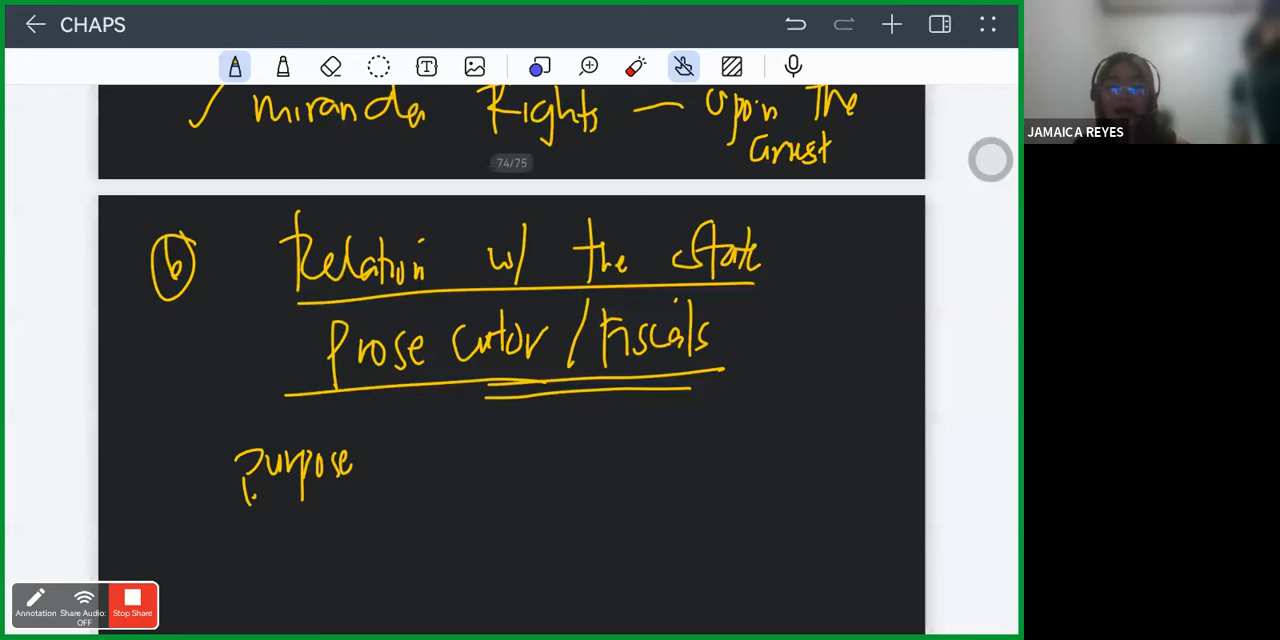 CHAPS
✓ Miranda Rights — Upon The
arrest
74/75
b Relation w/ the state
Prosecutor / Fiscals
Purpose
JAMAICA REYES
Annotation Share Audio: OFF Stop Share